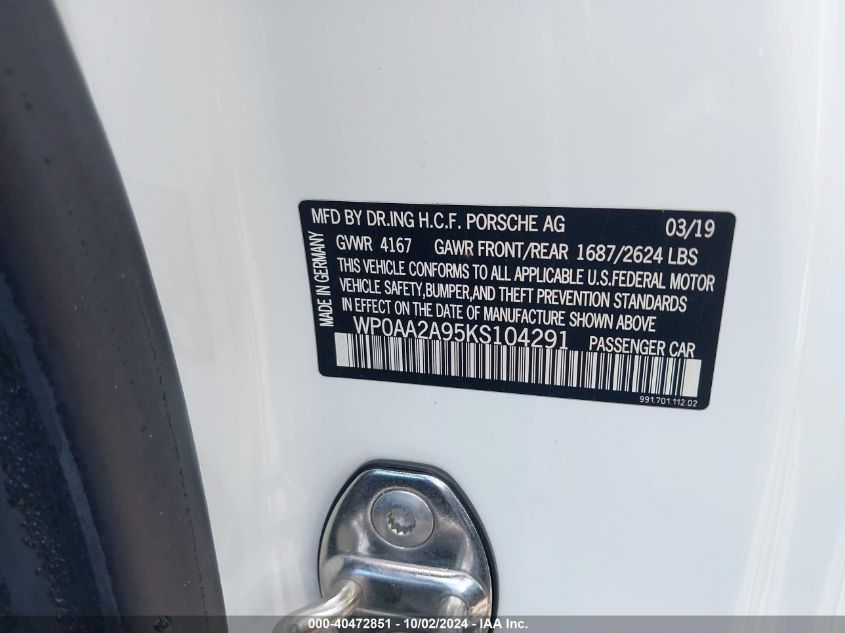 MFD BY DR.ING H.C.F. PORSCHE AG 03/19
GVWR 4167 GAWR FRONT/REAR 1687/2624 LBS
THIS VEHICLE CONFORMS TO ALL APPLICABLE U.S.FEDERAL MOTOR
VEHICLE SAFETY,BUMPER,AND THEFT PREVENTION STANDARDS
IN EFFECT ON THE DATE OF MANUFACTURE SHOWN ABOVE
MADE IN GERMANY
WP0AA2A95KS104291 PASSENGER CAR
991.701.112.02
000-40472851 - 10/02/2024 - IAA Inc.